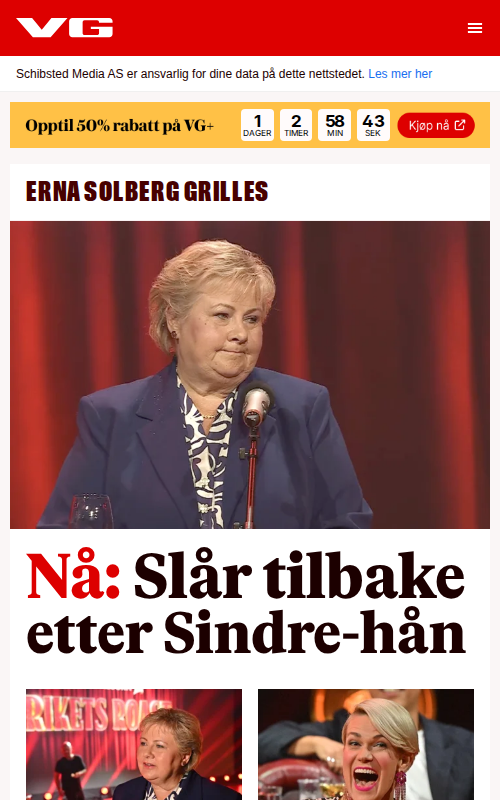 VG
Schibsted Media AS er ansvarlig for dine data på dette nettstedet. Les mer her
Opptil 50% rabatt på VG+
1 2 58 43
DAGER TIMER MIN SEK
Kjøp nå
ERNA SOLBERG GRILLES
Nå: Slår tilbake
etter Sindre-hån
RIKETS ROAST